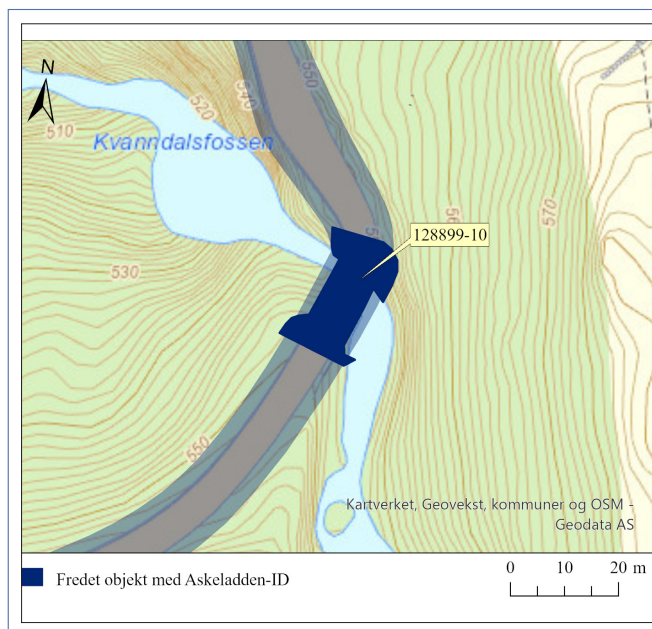 N
550
540
520
510
Kvanndalsfossen
570
128899-10
530
550
Kartverket, Geovekst, kommuner og OSM -
Geodata AS
Fredet objekt med Askeladden-ID
0 10 20 m